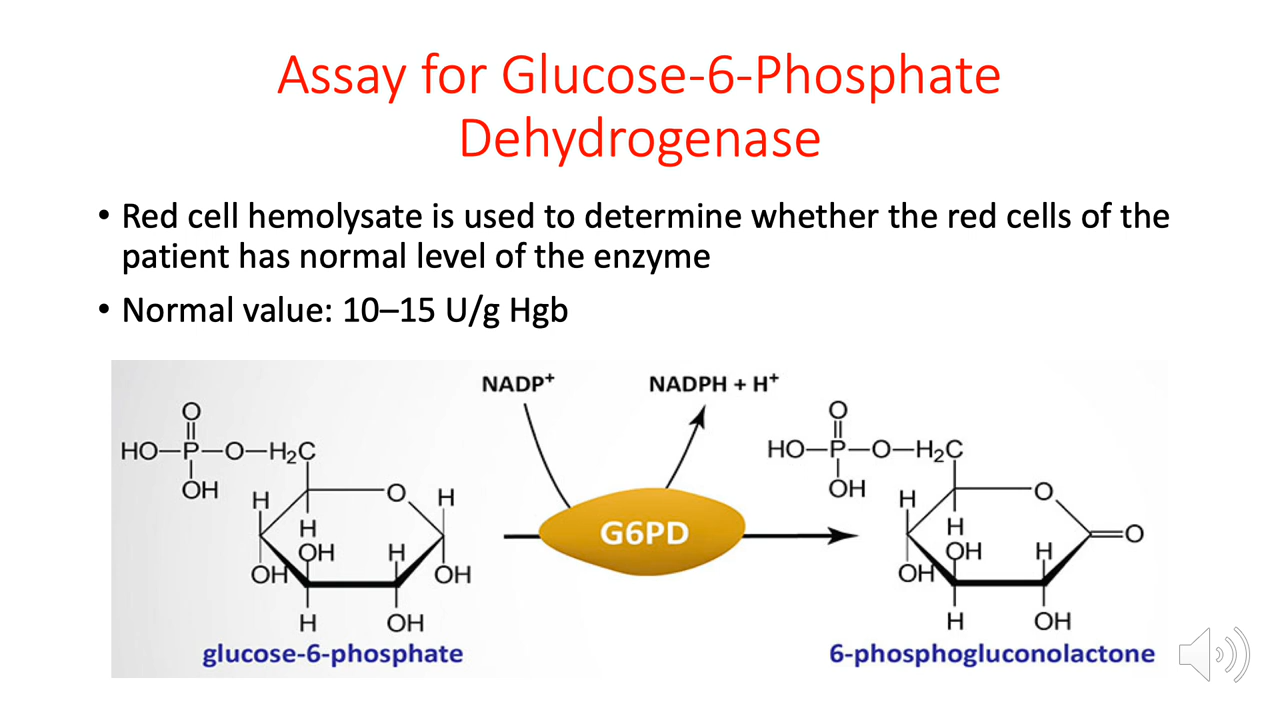 Assay for Glucose-6-Phosphate
Dehydrogenase
• Red cell hemolysate is used to determine whether the red cells of the
patient has normal level of the enzyme
• Normal value: 10–15 U/g Hgb
NADP⁺
NADPH + H⁺
O
HO–P–O–H₂C
OH
O
H
H
H
OH
H
OH
OH
H
OH
glucose-6-phosphate
G6PD
O
HO–P–O–H₂C
OH
O
H
H
OH
H
O
OH
H
OH
6-phosphogluconolactone